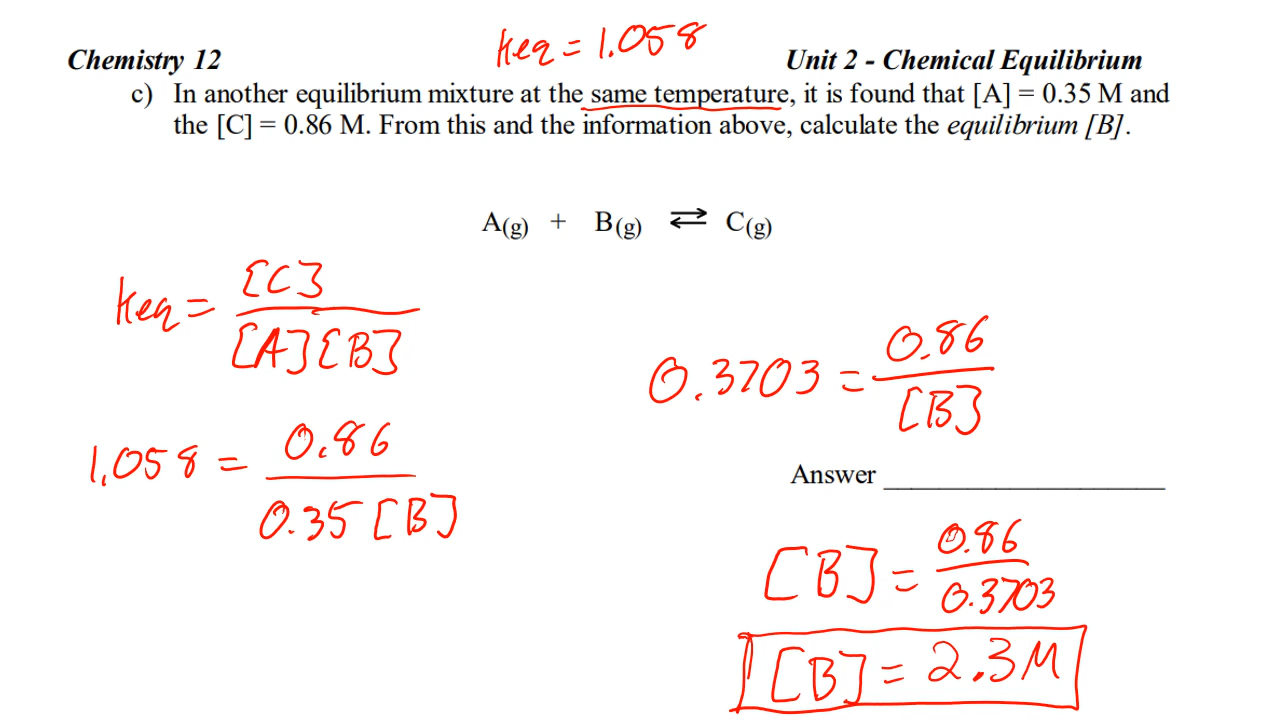 Keq = 1.058
Chemistry 12 Unit 2 - Chemical Equilibrium
c) In another equilibrium mixture at the same temperature, it is found that [A] = 0.35 M and
the [C] = 0.86 M. From this and the information above, calculate the equilibrium [B].
A(g) + B(g) ⇄ C(g)
Keq = [C] / [A][B]
1.058 = 0.86 / 0.35[B]
0.3703 = 0.86 / [B]
Answer ____________________
[B] = 0.86 / 0.3703
[B] = 2.3M